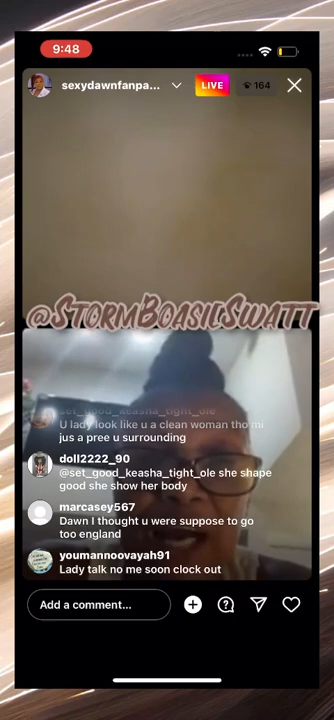 9:48
sexydawnfanpa...
LIVE
164
@STORMBOASILSWATT
set_good_keasha_tight_ole
U lady look like u a clean woman tho mi
jus a pree u surrounding
doll2222_90
@set_good_keasha_tight_ole she shape
good she show her body
marcasey567
Dawn I thought u were suppose to go
too england
youmannoovayah91
Lady talk no me soon clock out
Add a comment...